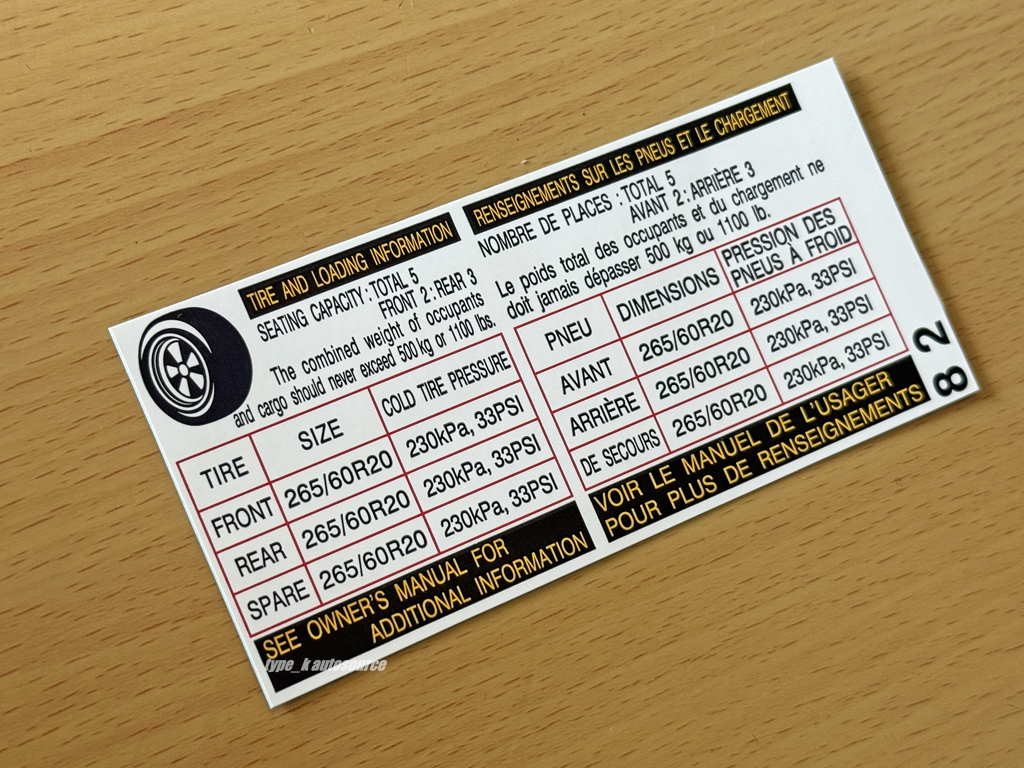 TIRE AND LOADING INFORMATION
SEATING CAPACITY : TOTAL 5
FRONT 2 : REAR 3
The combined weight of occupants
and cargo should never exceed 500 kg or 1100 lbs.
TIRE SIZE COLD TIRE PRESSURE
FRONT 265/60R20 230kPa, 33PSI
REAR 265/60R20 230kPa, 33PSI
SPARE 265/60R20 230kPa, 33PSI
SEE OWNER'S MANUAL FOR
ADDITIONAL INFORMATION
RENSEIGNEMENTS SUR LES PNEUS ET LE CHARGEMENT
NOMBRE DE PLACES : TOTAL 5
AVANT 2 : ARRIÈRE 3
Le poids total des occupants et du chargement ne
doit jamais dépasser 500 kg ou 1100 lb.
PNEU DIMENSIONS PRESSION DES
PNEUS À FROID
AVANT 265/60R20 230kPa, 33PSI
ARRIÈRE 265/60R20 230kPa, 33PSI
DE SECOURS 265/60R20 230kPa, 33PSI
VOIR LE MANUEL DE L'USAGER
POUR PLUS DE RENSEIGNEMENTS
82
type_k autosource